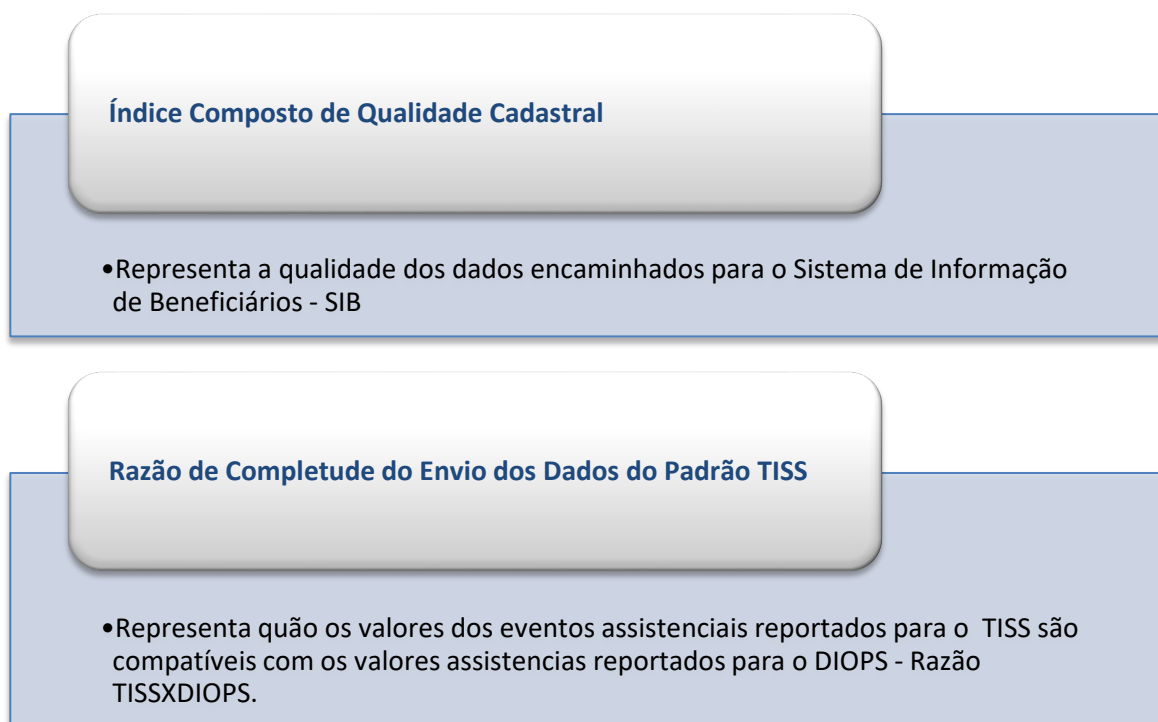 Índice Composto de Qualidade Cadastral
•Representa a qualidade dos dados encaminhados para o Sistema de Informação
de Beneficiários - SIB
Razão de Completude do Envio dos Dados do Padrão TISS
•Representa quão os valores dos eventos assistenciais reportados para o TISS são
compatíveis com os valores assistencias reportados para o DIOPS - Razão
TISSXDIOPS.